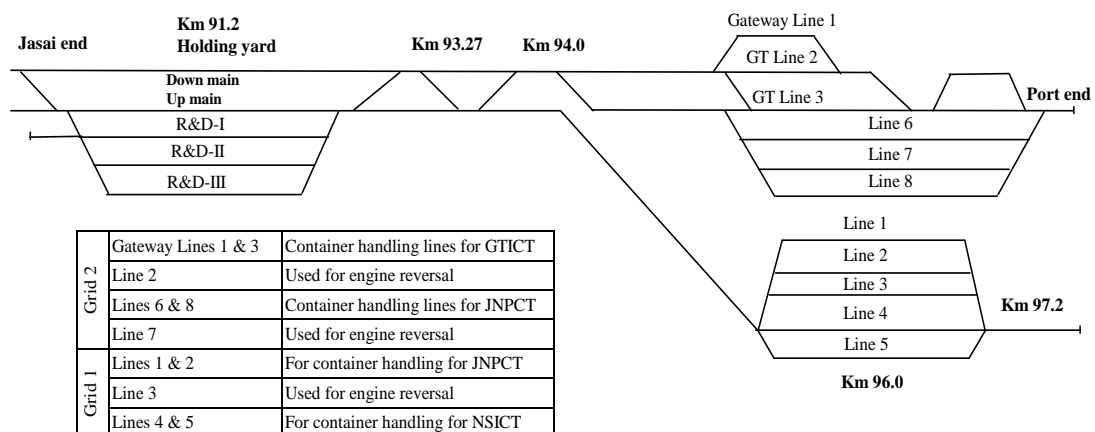 Jasai end
Km 91.2
Holding yard
Km 93.27
Km 94.0
Gateway Line 1
GT Line 2
GT Line 3
Port end
Down main
Up main
R&D-I
R&D-II
R&D-III
Line 6
Line 7
Line 8
Line 1
Line 2
Line 3
Line 4
Line 5
Km 97.2
Km 96.0
Grid 2
Gateway Lines 1 & 3 Container handling lines for GTICT
Line 2 Used for engine reversal
Lines 6 & 8 Container handling lines for JNPCT
Line 7 Used for engine reversal
Grid 1
Lines 1 & 2 For container handling for JNPCT
Line 3 Used for engine reversal
Lines 4 & 5 For container handling for NSICT